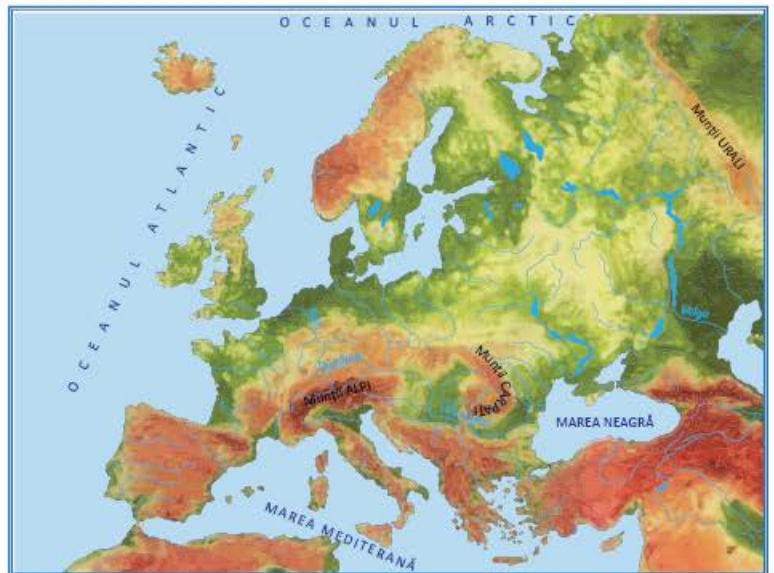 OCEANUL ARCTIC
Munții URALI
OCEANUL ATLANTIC
Volga
Munții CARPAȚI
Munții ALPI
MAREA NEAGRĂ
MAREA MEDITERANĂ